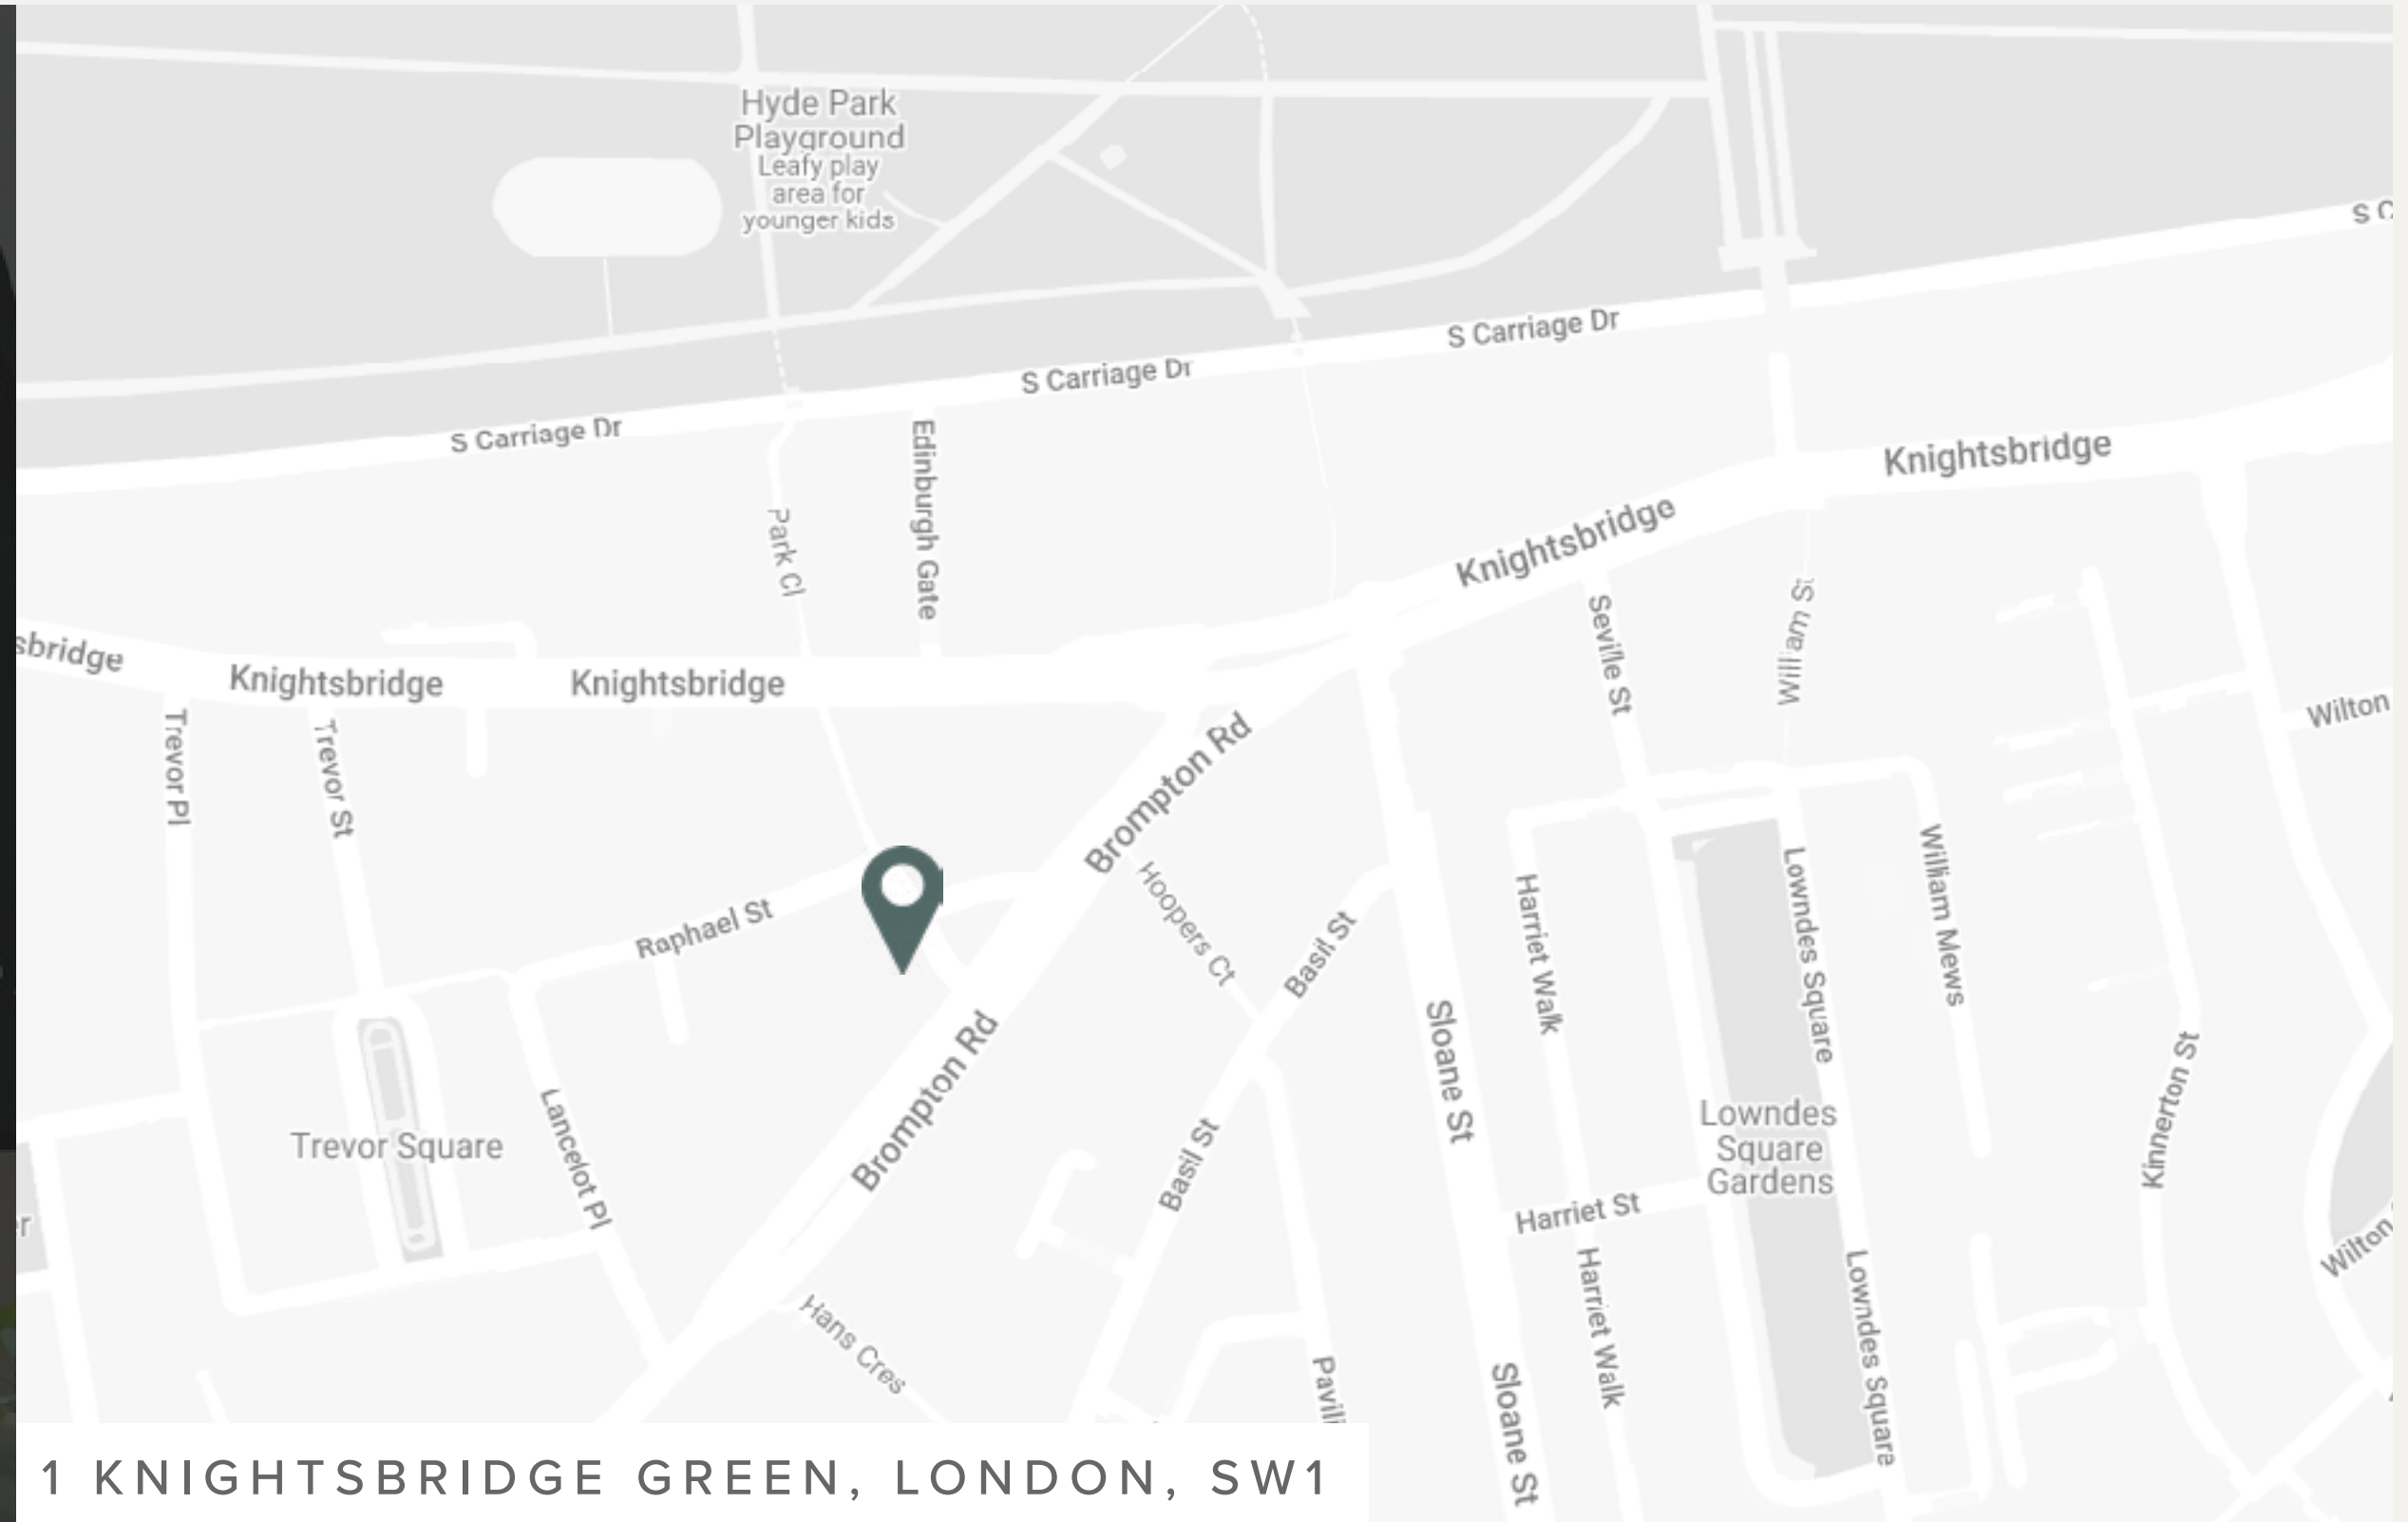 Hyde Park
Playground
Leafy play
area for
younger kids
S C
S Carriage Dr
S Carriage Dr
S Carriage Dr
Edinburgh Gate
Park Cl
Knightsbridge
Knightsbridge
sbridge
Knightsbridge
Knightsbridge
Seville St
William St
Wilton
Trevor Pl
Trevor St
Brompton Rd
Hoopers Ct
Basil St
Raphael St
Harriet Walk
Lowndes Square
William Mews
Sloane St
Brompton Rd
Kinnerton St
Trevor Square
Lancelot Pl
Basil St
Lowndes
Square
Gardens
Harriet St
Wilton
Harriet Walk
Lowndes Square
Hans Cres
Pavili
Sloane St
1 KNIGHTSBRIDGE GREEN, LONDON, SW1